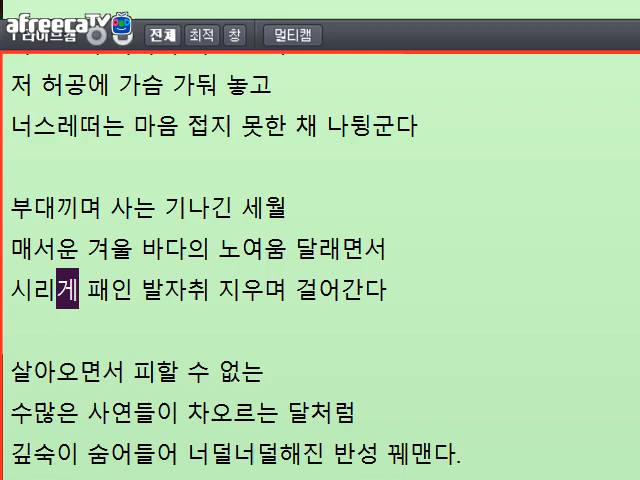 afreecaTV
전체 최적 창 멀티캠
저 허공에 가슴 가둬 놓고
너스레떠는 마음 접지 못한 채 나뒹군다
부대끼며 사는 기나긴 세월
매서운 겨울 바다의 노여움 달래면서
시리게 패인 발자취 지우며 걸어간다
살아오면서 피할 수 없는
수많은 사연들이 차오르는 달처럼
깊숙이 숨어들어 너덜너덜해진 반성 꿰맨다.